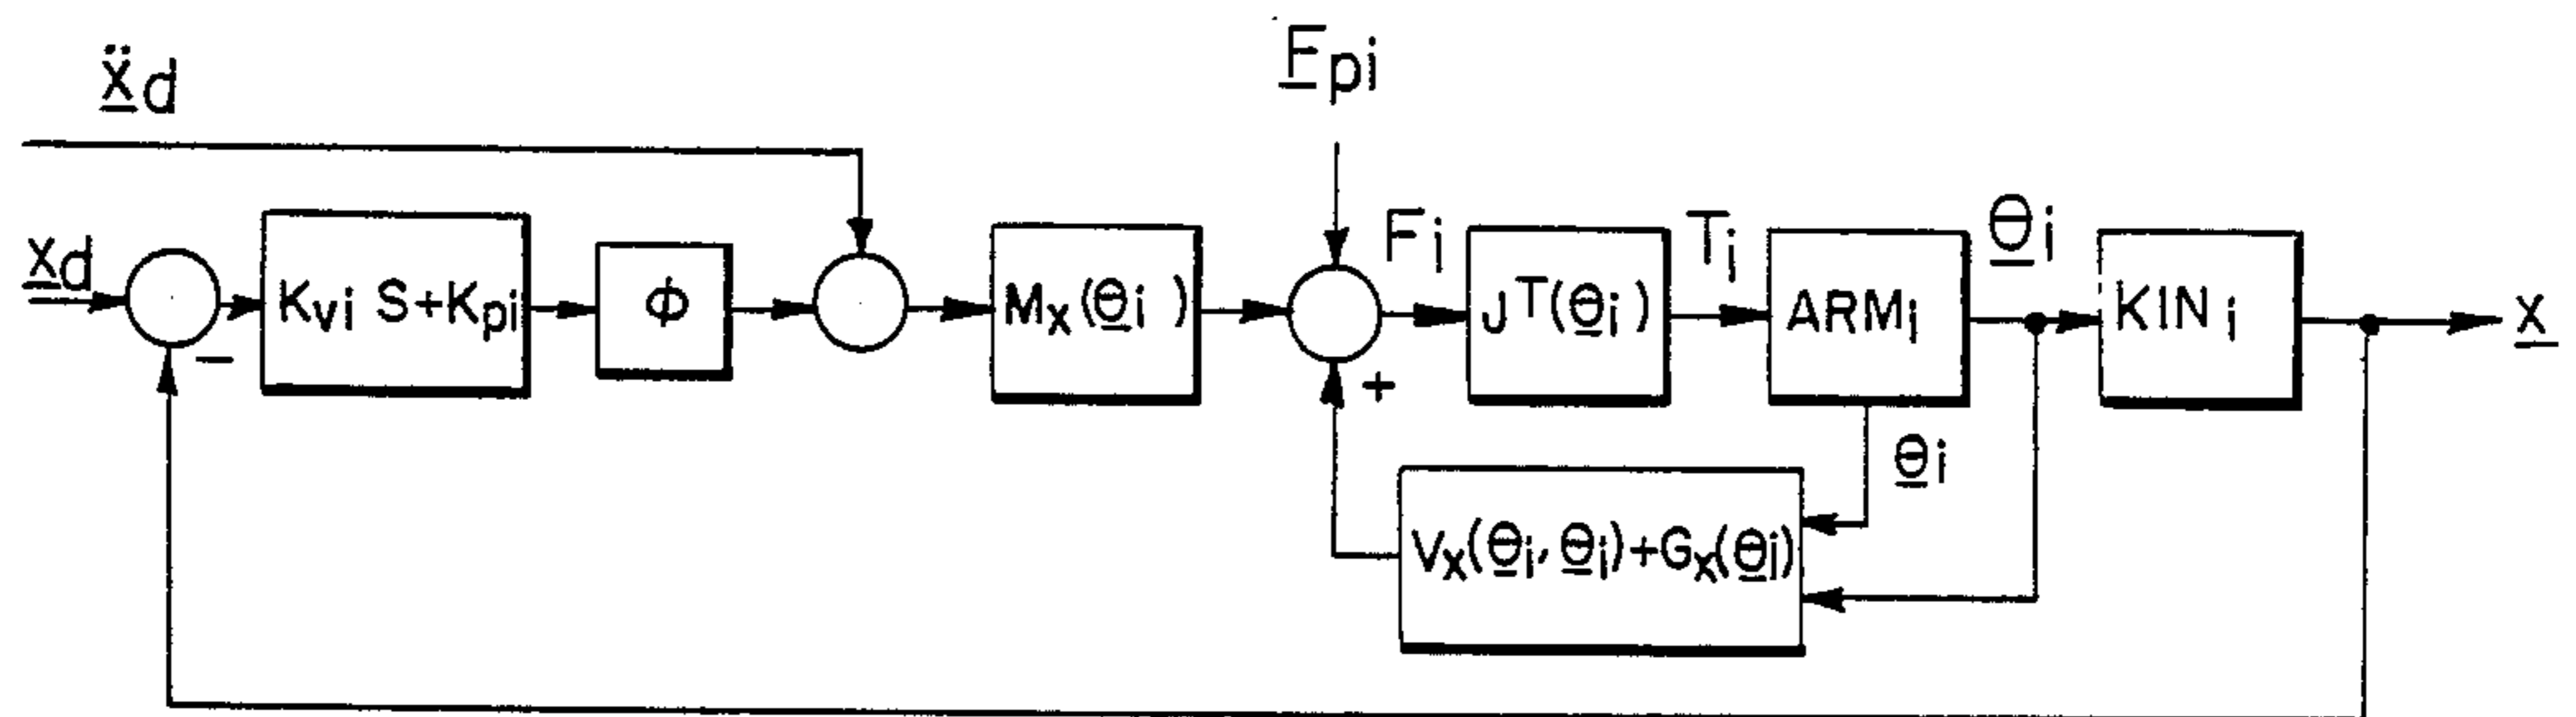 ẍd
Fpi
xd
−
Kvi S+Kpi
ϕ
Mx(θi)
+
Fi
JT(θi)
Ti
ARMi
θi
KINi
x
θi
Vx(θi, θi)+Gx(θi)